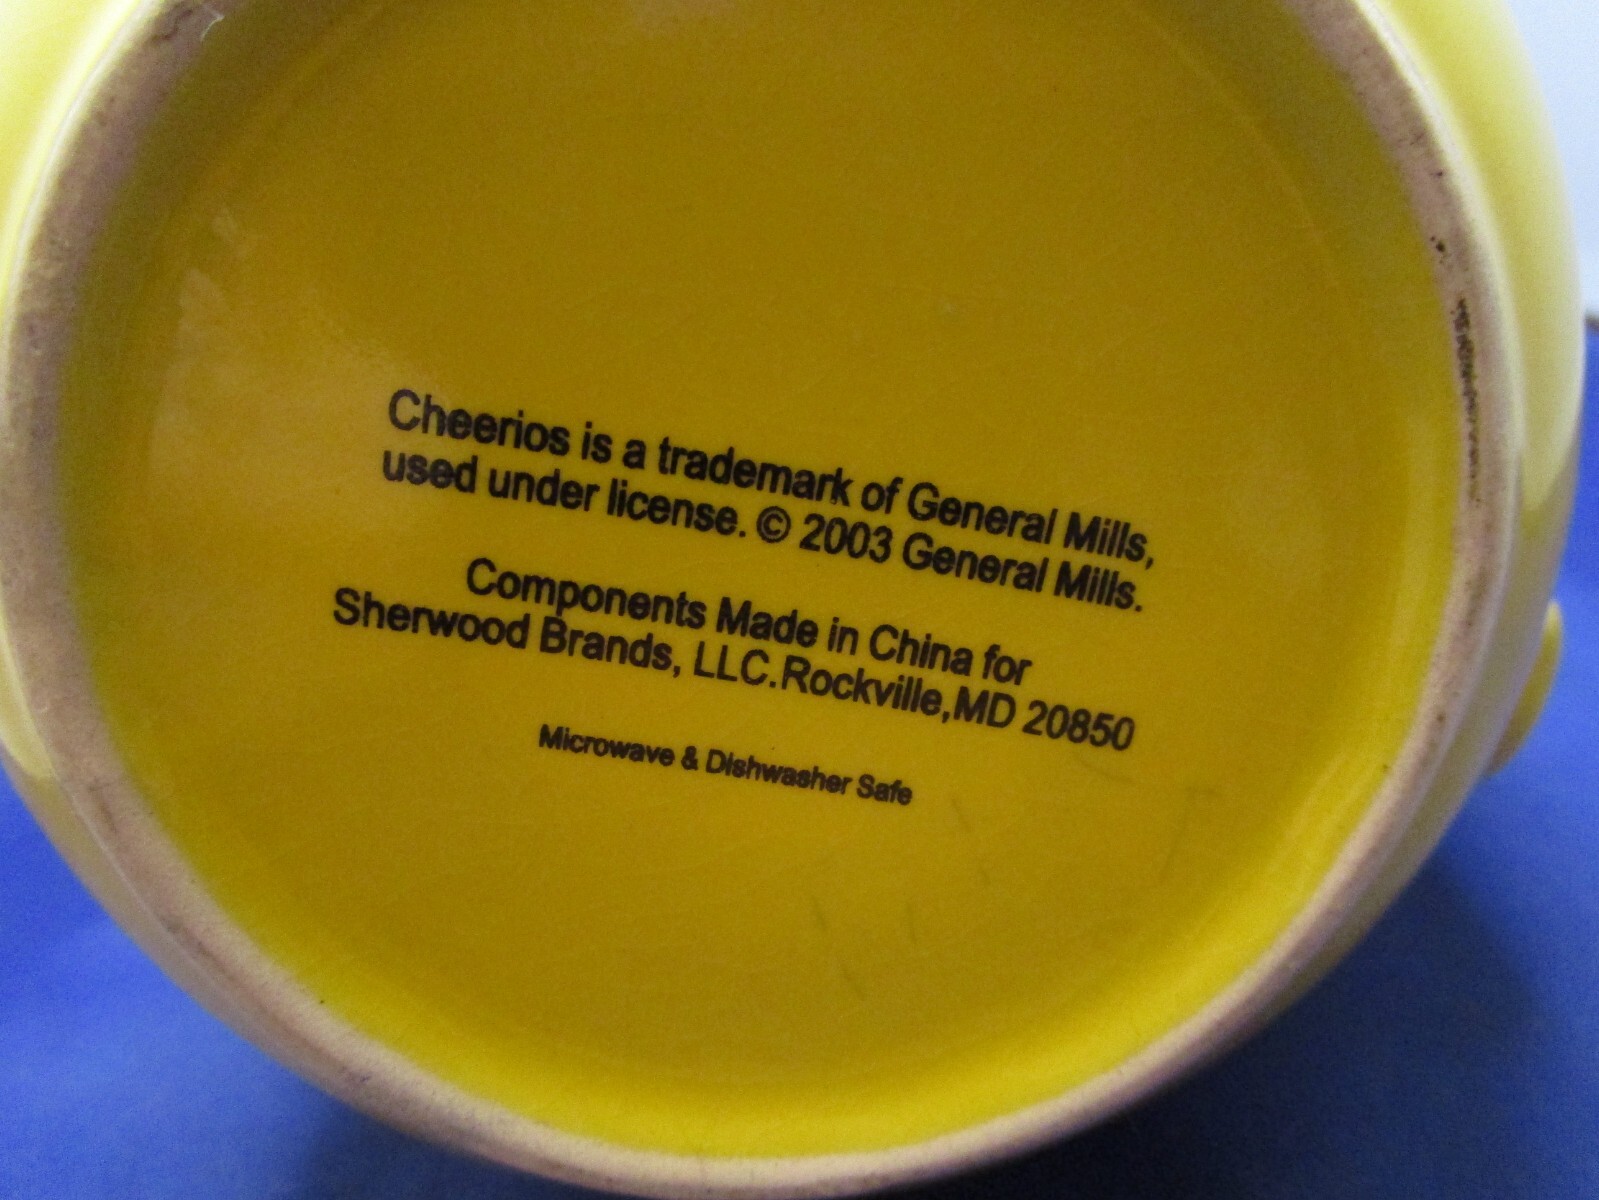 Cheerios is a trademark of General Mills,
used under license. © 2003 General Mills.
Components Made in China for
Sherwood Brands, LLC.Rockville,MD 20850
Microwave & Dishwasher Safe